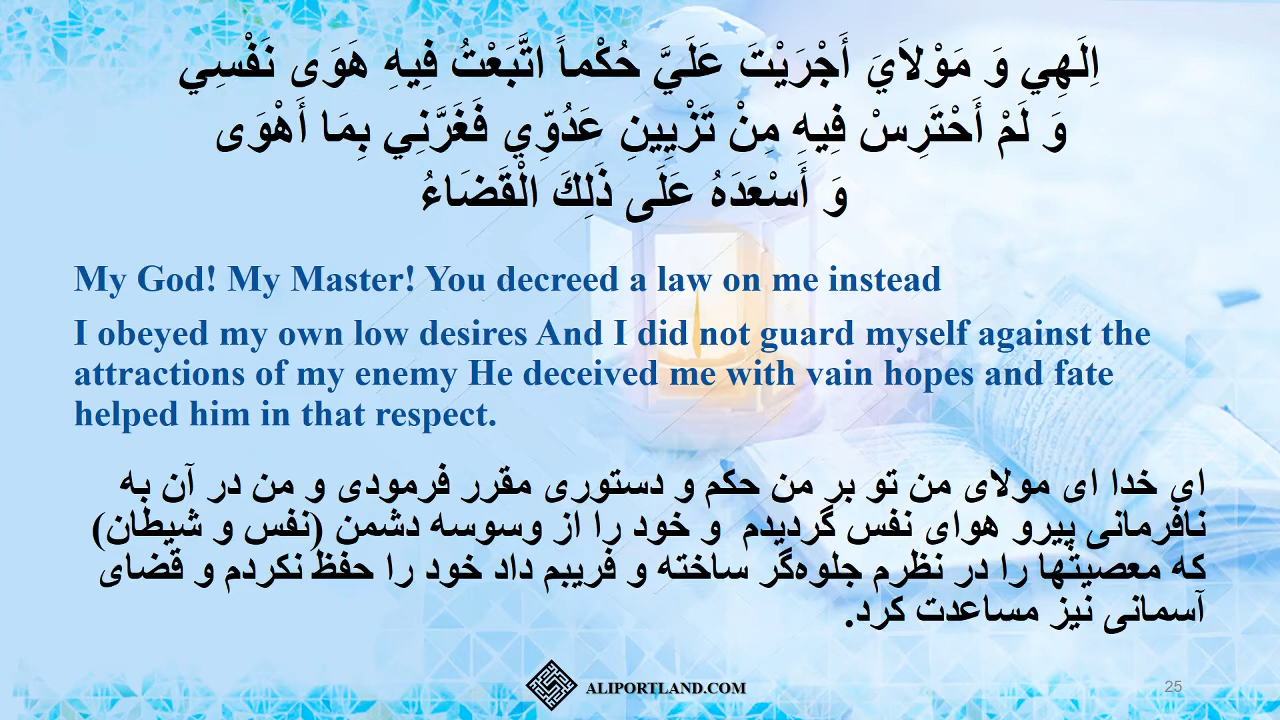 اِلَهِي وَ مَوْلاَيَ أَجْرَيْتَ عَلَيَّ حُكْماً اتَّبَعْتُ فِيهِ هَوَى نَفْسِي
وَ لَمْ أَحْتَرِسْ فِيهِ مِنْ تَزْيِينِ عَدُوِّي فَغَرَّنِي بِمَا أَهْوَى
وَ أَسْعَدَهُ عَلَى ذَلِكَ الْقَضَاءُ
My God! My Master! You decreed a law on me instead
I obeyed my own low desires And I did not guard myself against the
attractions of my enemy He deceived me with vain hopes and fate
helped him in that respect.
ای خدا ای مولای من تو بر من حکم و دستوری مقرر فرمودی و من در آن به
نافرمانی پیرو هوای نفس گردیدم و خود را از وسوسه دشمن (نفس و شیطان)
که معصیتها را در نظرم جلوه‌گر ساخته و فریبم داد خود را حفظ نکردم و قضای
آسمانی نیز مساعدت کرد.
ALIPORTLAND.COM
25